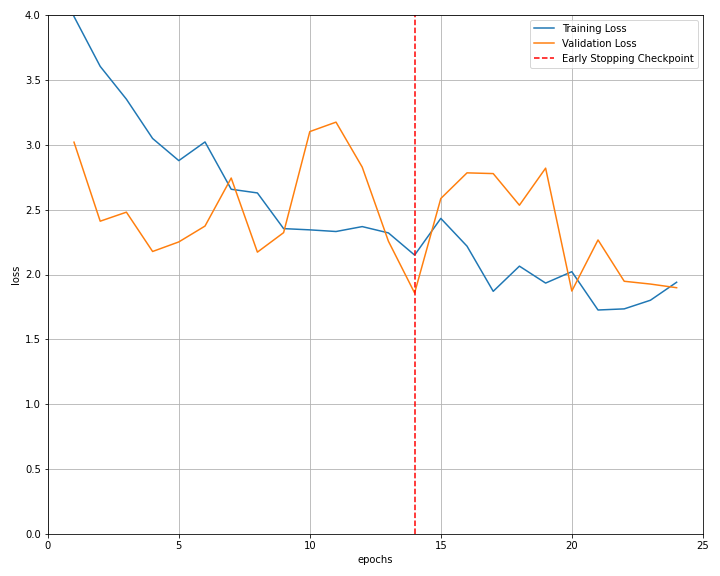 Training Loss
Validation Loss
Early Stopping Checkpoint
4.0
3.5
3.0
2.5
2.0
1.5
1.0
0.5
0.0
loss
0 5 10 15 20 25
epochs